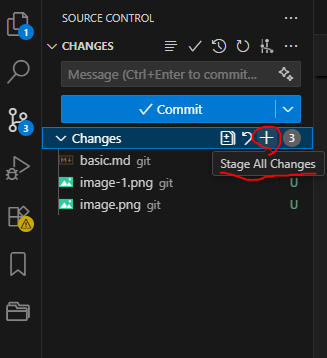 SOURCE CONTROL
CHANGES
Message (Ctrl+Enter to commit...
Commit
Changes 3
Stage All Changes
basic.md git
image-1.png git U
image.png git U
1
3